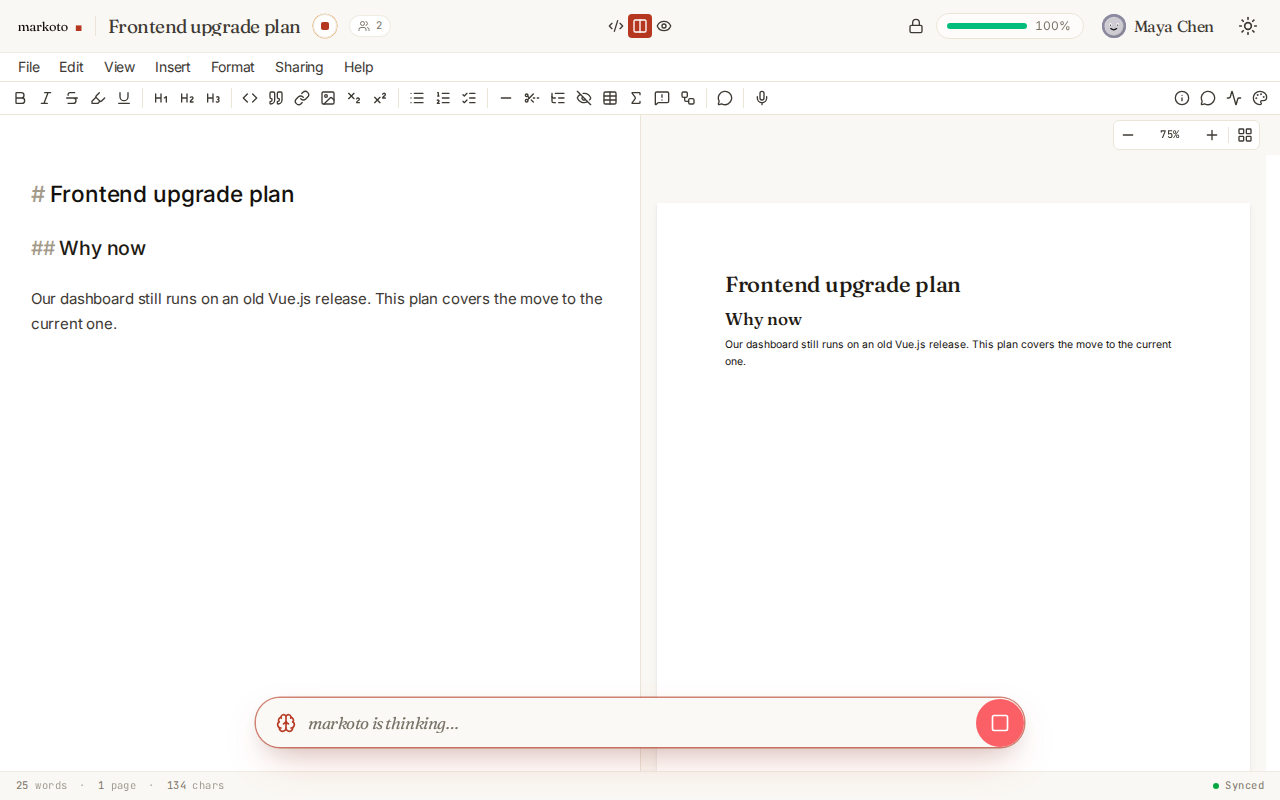 markoto
Frontend upgrade plan
2
100%
Maya Chen
File Edit View Insert Format Sharing Help
H1 H2 H3
75%
# Frontend upgrade plan
## Why now
Our dashboard still runs on an old Vue.js release. This plan covers the move to the
current one.
Frontend upgrade plan
Why now
Our dashboard still runs on an old Vue.js release. This plan covers the move to the current
one.
markoto is thinking...
25 words · 1 page · 134 chars
Synced